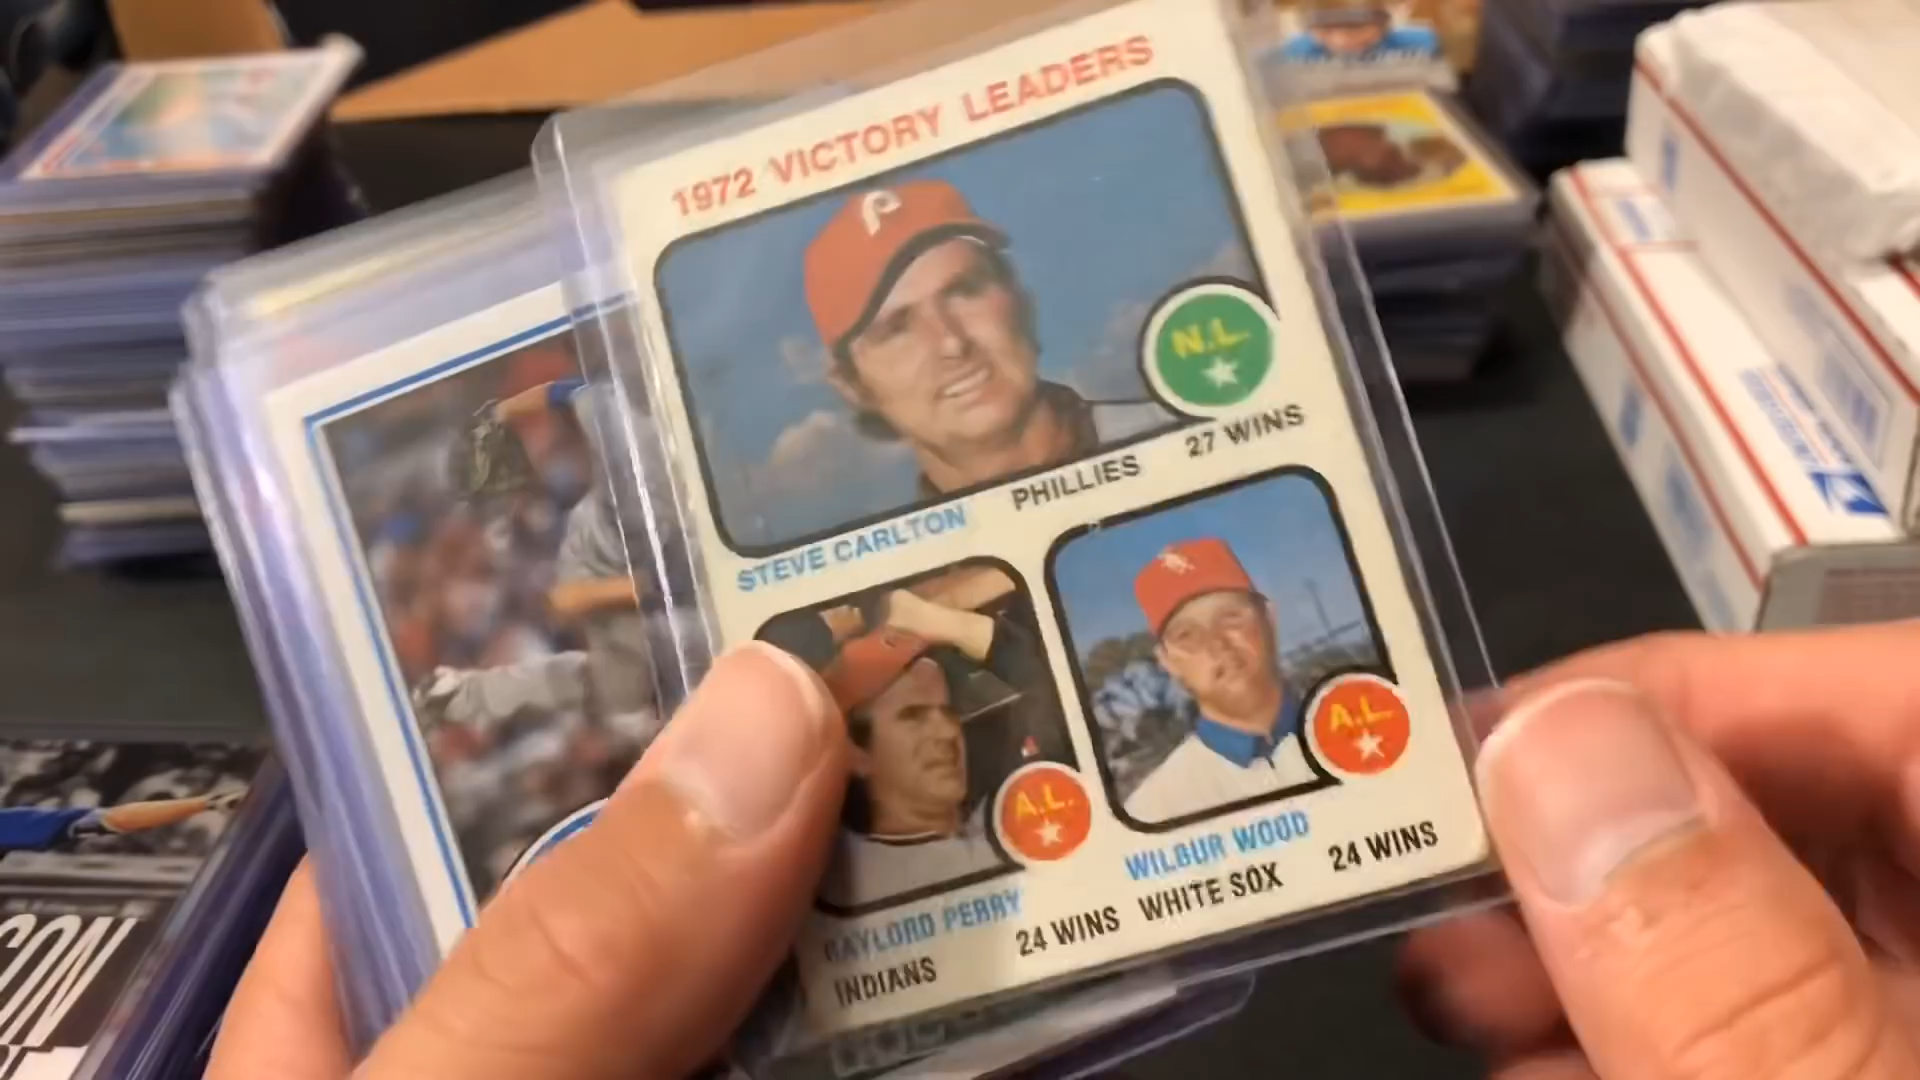 1972 VICTORY LEADERS
P
N.L.
STEVE CARLTON PHILLIES 27 WINS
A.L.
A.L.
GAYLORD PERRY 24 WINS
INDIANS
WILBUR WOOD
WHITE SOX 24 WINS
ON